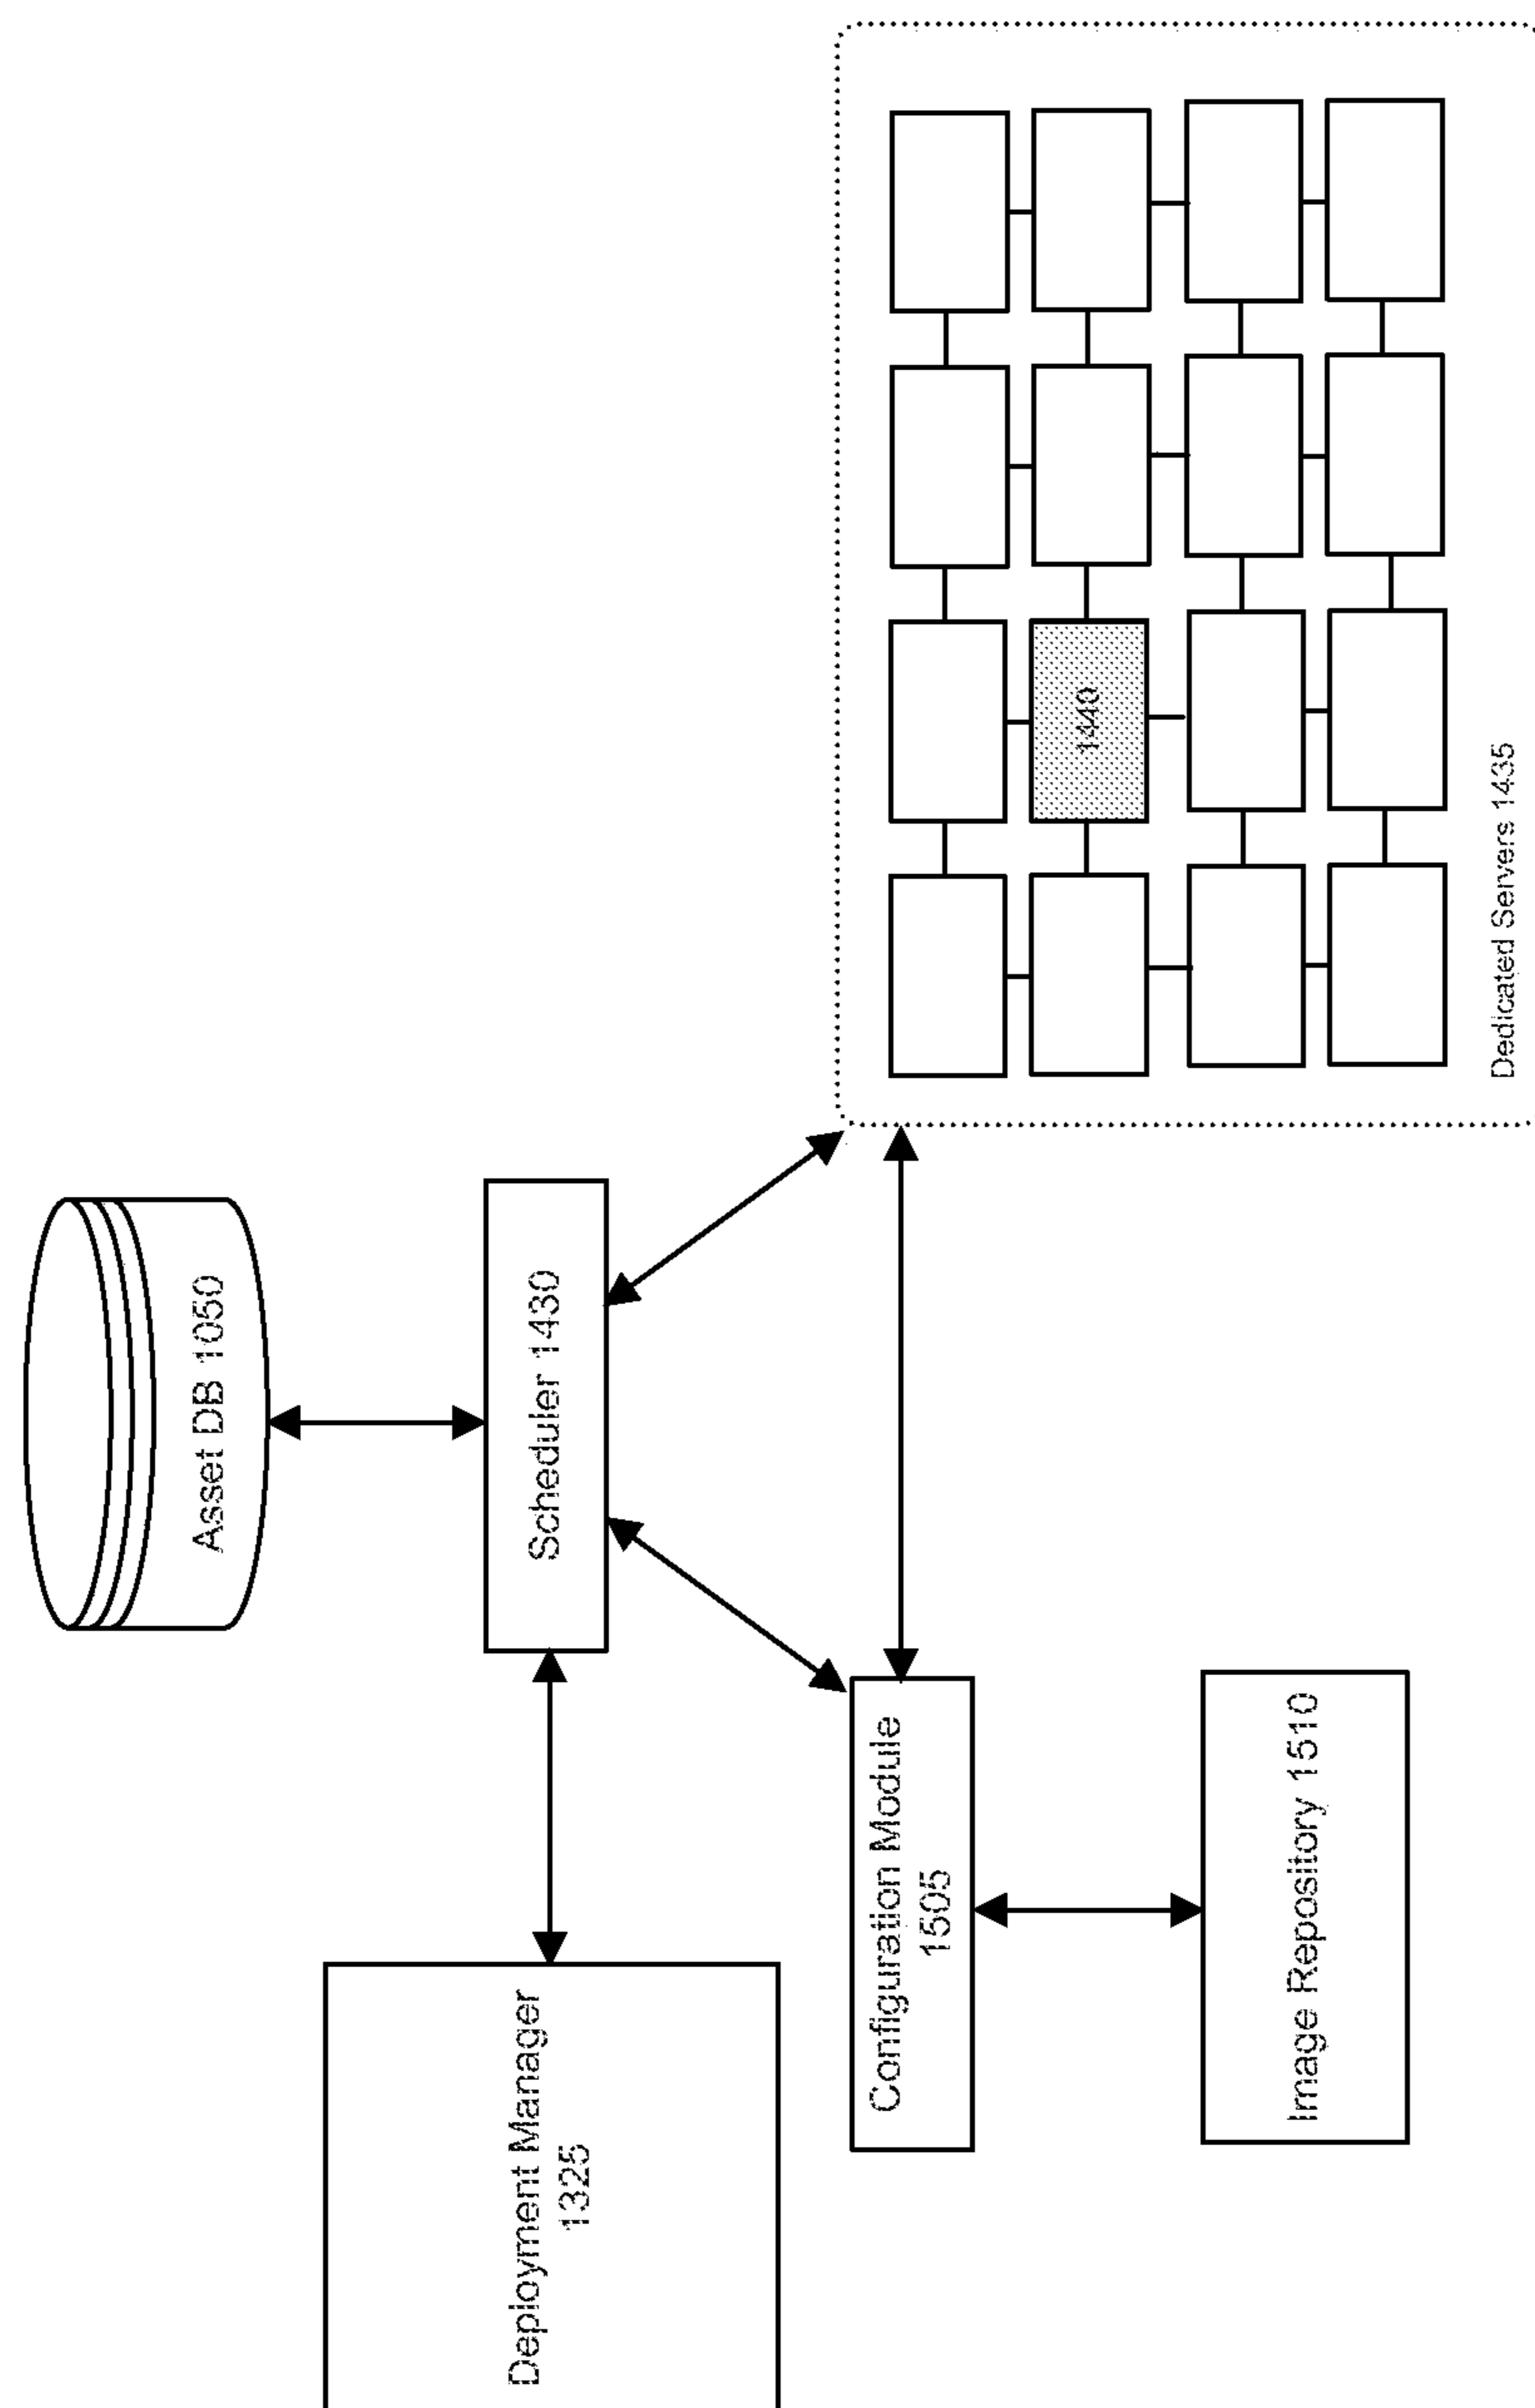 Asset DB 1050
Deployment Manager
1325
Scheduler 1430
Configuration Module
1505
Image Repository 1510
1440
Dedicated Servers 1435